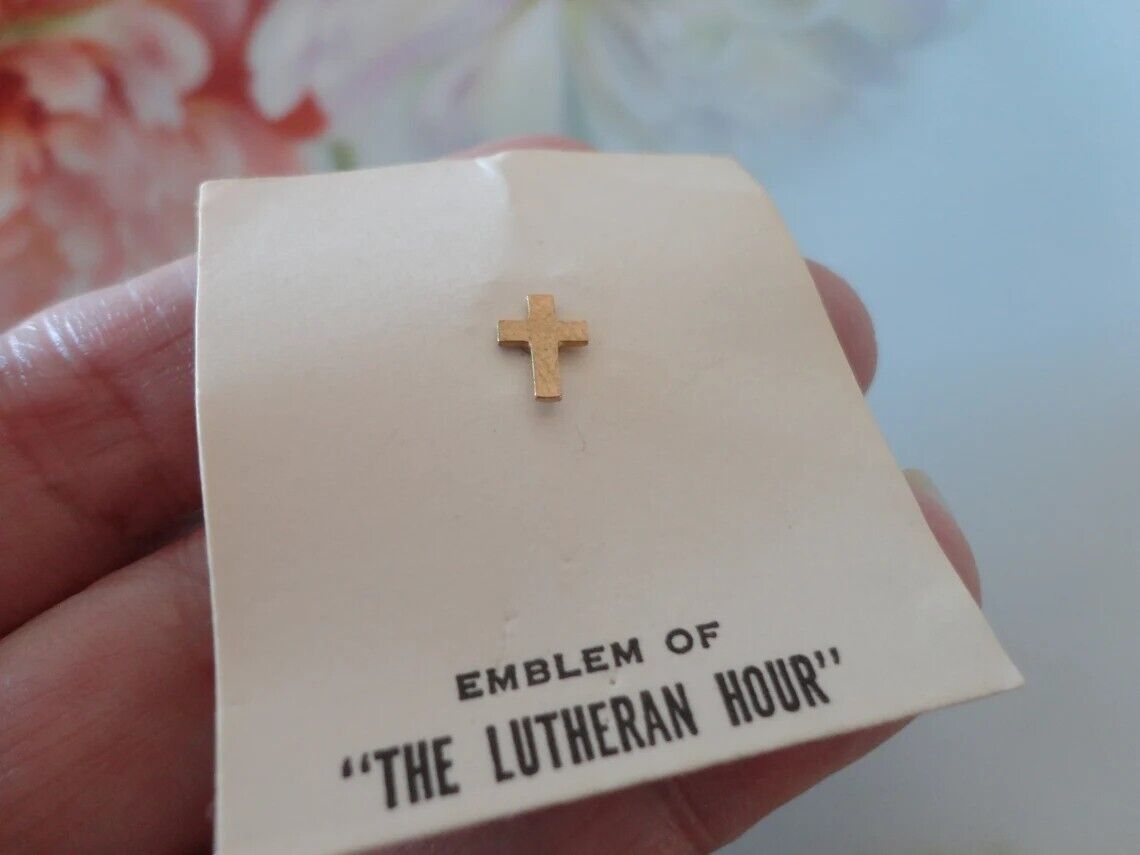 EMBLEM OF
“THE LUTHERAN HOUR”